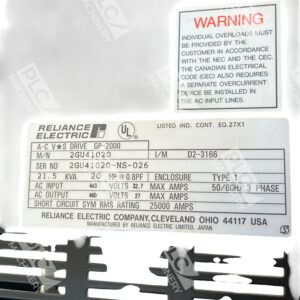 WARNING
INDIVIDUAL OVERLOADS MUST
BE PROVIDED BY THE
CUSTOMER IN ACCORDANCE
WITH THE NEC AND THE CEC.
THE CANADIAN ELECTRICAL
CODE (CEC) ALSO REQUIRES
A SEPARATE OVERCURRENT
DEVICE BE INSTALLED IN THE
AC INPUT LINES.
RELIANCE
ELECTRIC
UL
LISTED IND. CONT. EQ.27X1
A-C V★S DRIVE GP-2000
M/N 2GU41020 I/M D2-3166
SER NO 2GU41020-NS-026
21.5 KVA 20 HP @ 0.8PF ENCLOSURE TYPE 1
AC INPUT 460 VOLTS 32.7 MAX AMPS 50/60HZ 3 PHASE
AC OUTPUT 460 VOLTS 27 MAX AMPS
SHORT CIRCUIT SYM RMS RATING 25000 AMPS
RELIANCE ELECTRIC COMPANY, CLEVELAND OHIO 44117 USA
MANUFACTURED BY RELIANCE ELECTRIC LIMITED, JAPAN